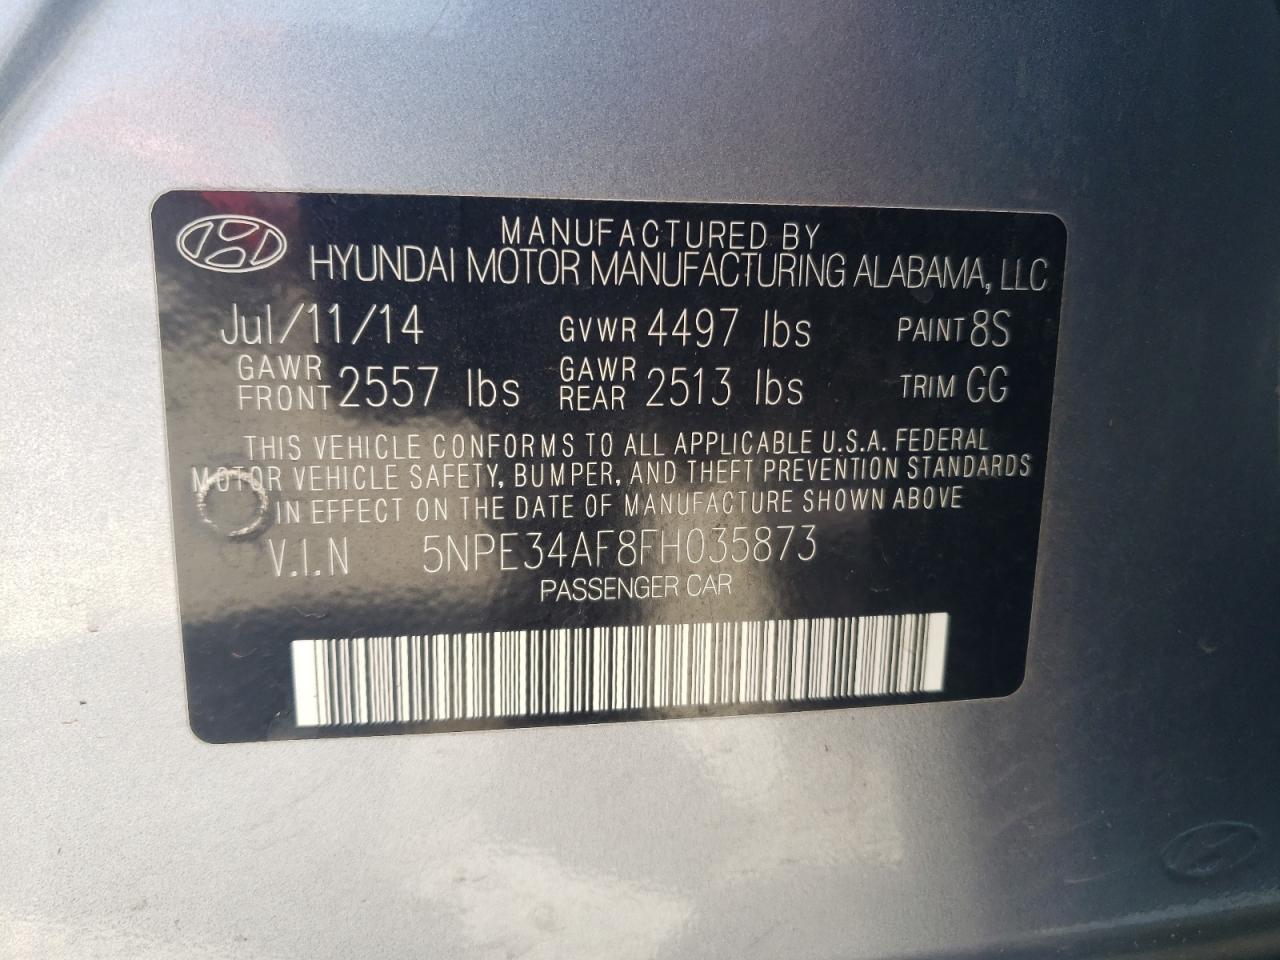 MANUFACTURED BY
HYUNDAI MOTOR MANUFACTURING ALABAMA, LLC
Jul/11/14 GVWR 4497 lbs PAINT 8S
GAWR FRONT 2557 lbs GAWR REAR 2513 lbs TRIM GG
THIS VEHICLE CONFORMS TO ALL APPLICABLE U.S.A. FEDERAL
MOTOR VEHICLE SAFETY, BUMPER, AND THEFT PREVENTION STANDARDS
IN EFFECT ON THE DATE OF MANUFACTURE SHOWN ABOVE
V.I.N 5NPE34AF8FH035873
PASSENGER CAR